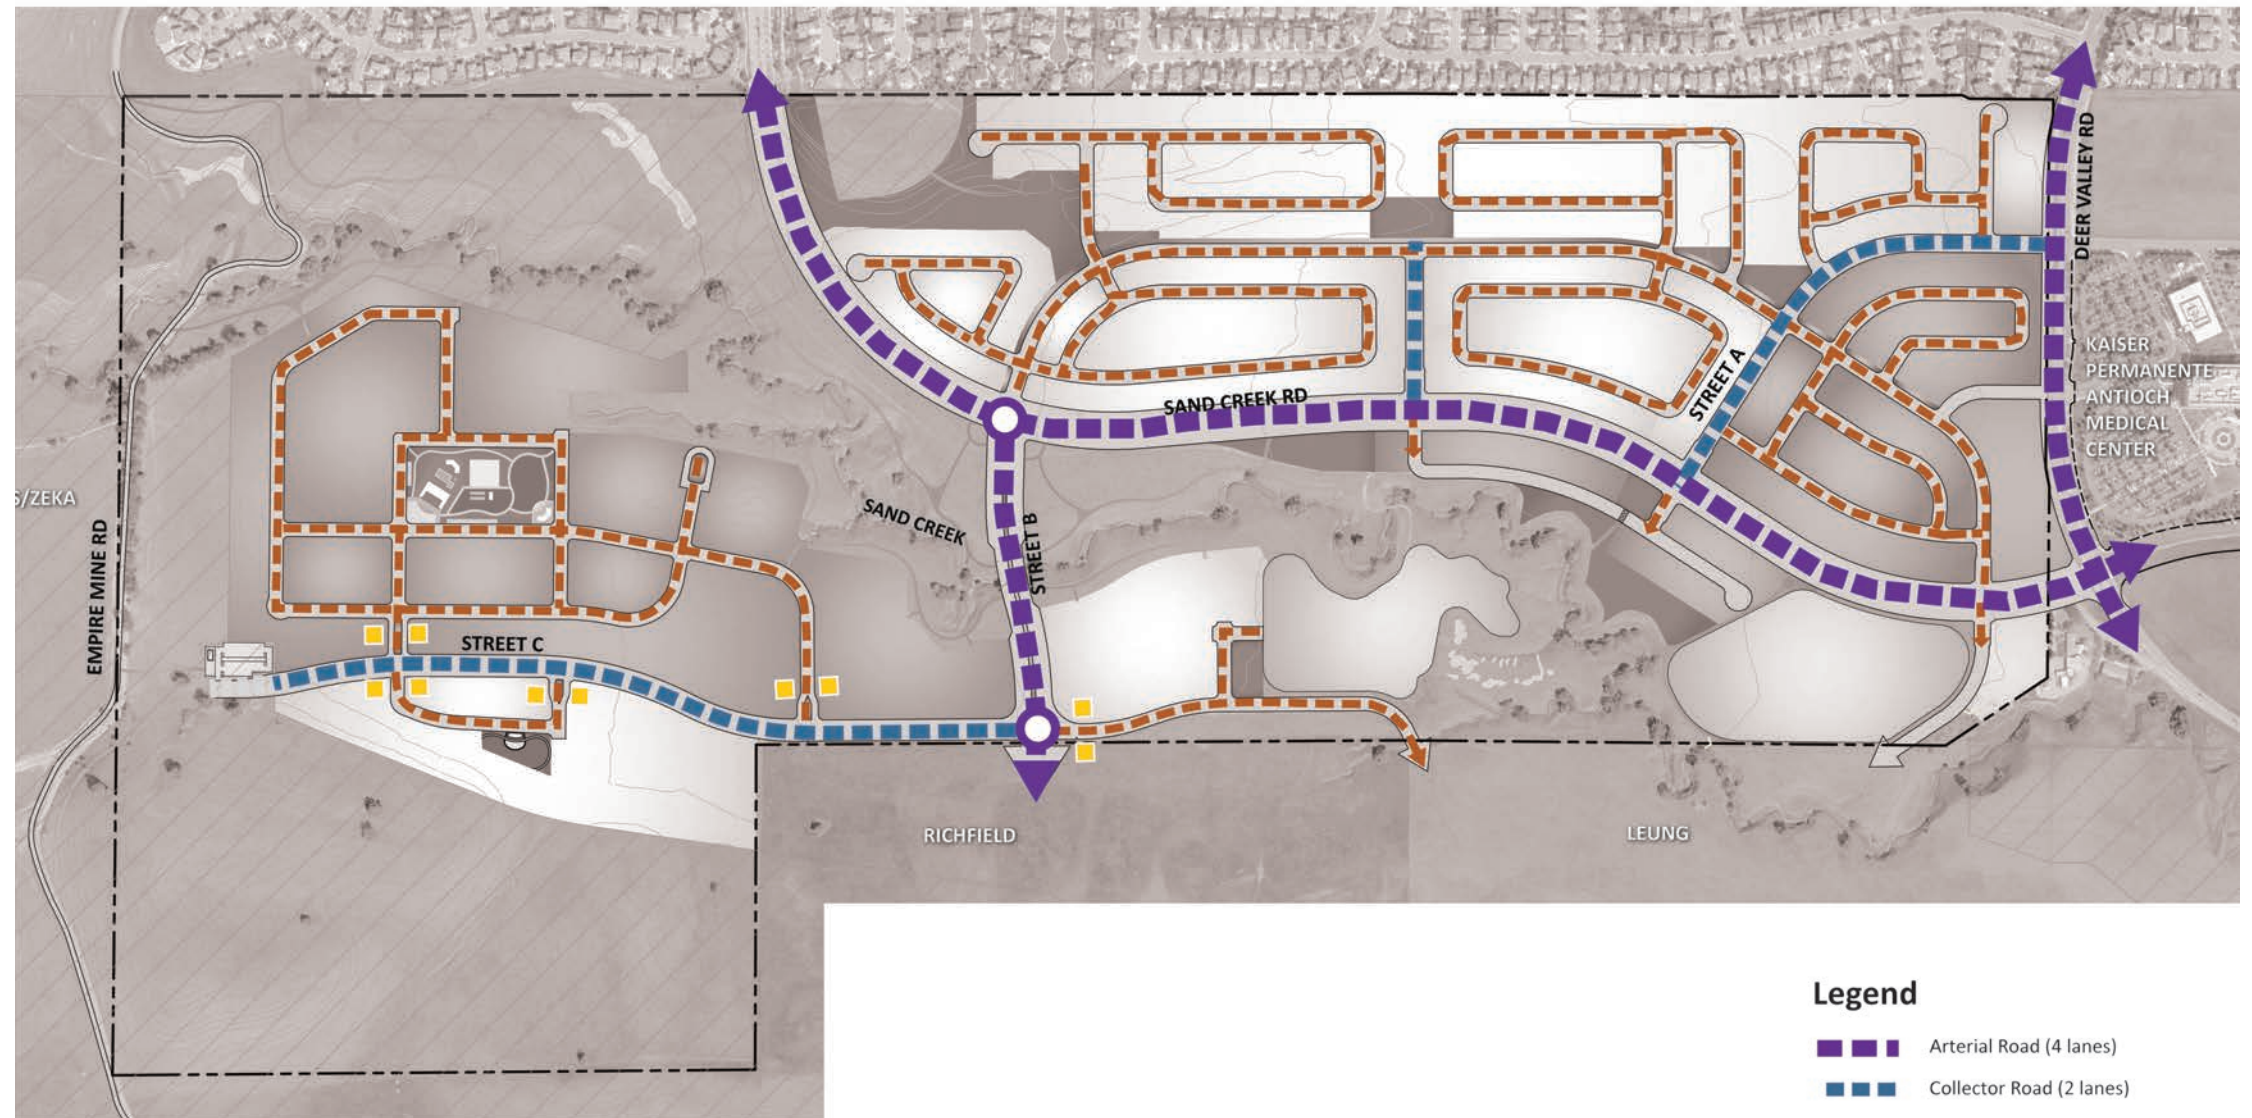 DEER VALLEY RD
KAISER
PERMANENTE
ANTIOCH
MEDICAL
CENTER
STREET A
SAND CREEK RD
SAND CREEK
STREET B
S/ZEKA
EMPIRE MINE RD
STREET C
RICHFIELD
LEUNG
Legend
Arterial Road (4 lanes)
Collector Road (2 lanes)